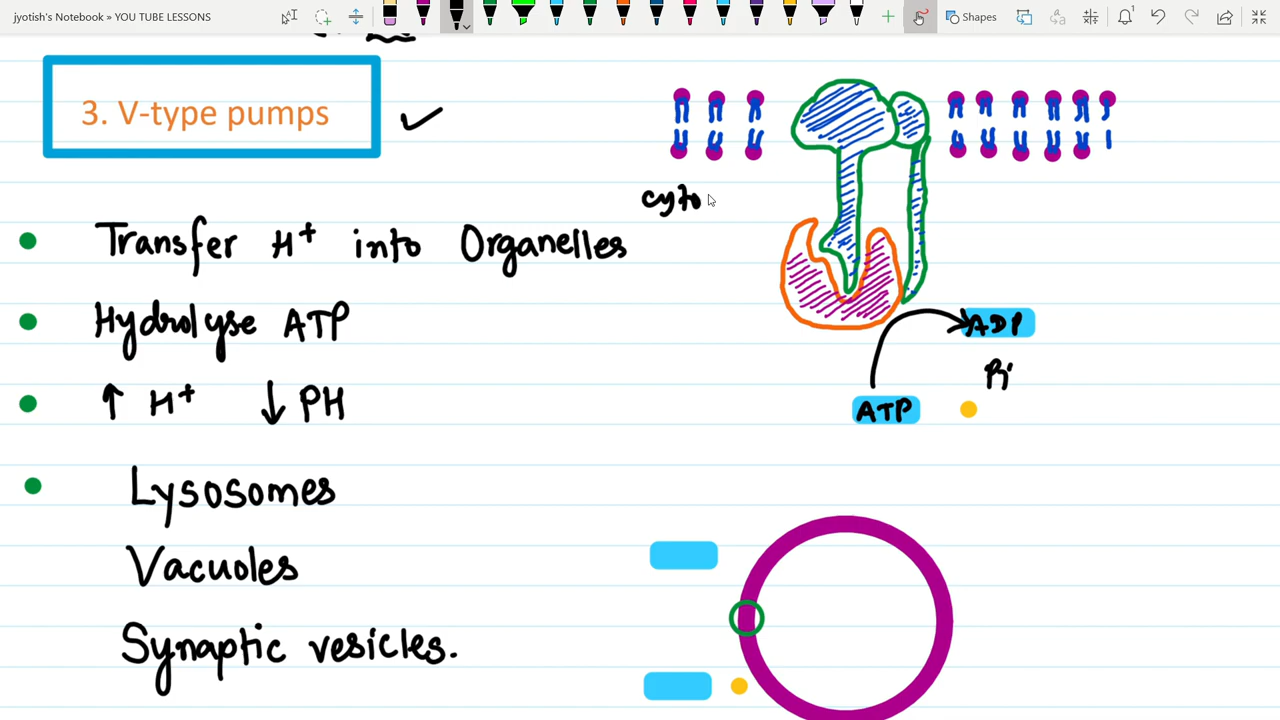 jyotish's Notebook » YOU TUBE LESSONS
Shapes
3. V-type pumps
cyto
Transfer H+ into Organelles
Hydrolyse ATP
ADP
Pi
↑ H+ ↓ PH
ATP
Lysosomes
Vacuoles
Synaptic vesicles.